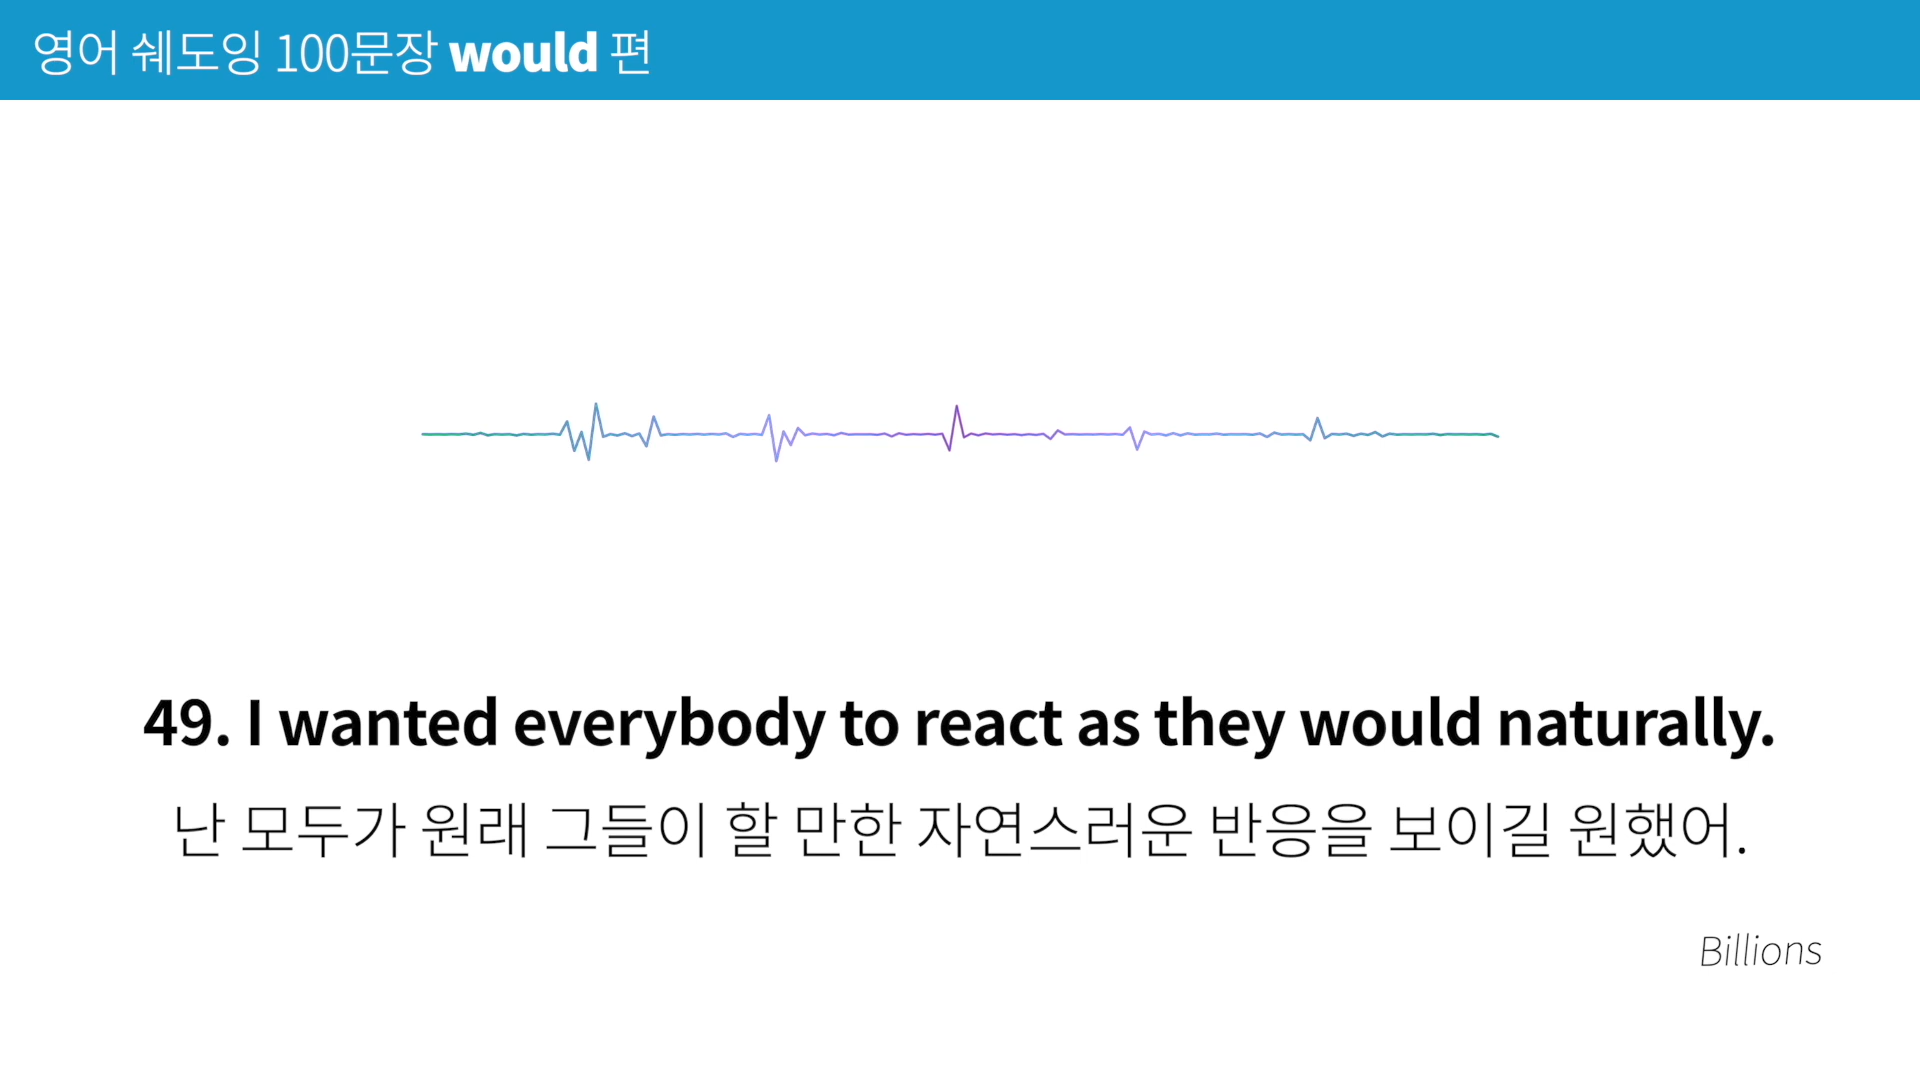 영어 쉐도잉 100문장 would 편
49. I wanted everybody to react as they would naturally.
난 모두가 원래 그들이 할 만한 자연스러운 반응을 보이길 원했어.
Billions